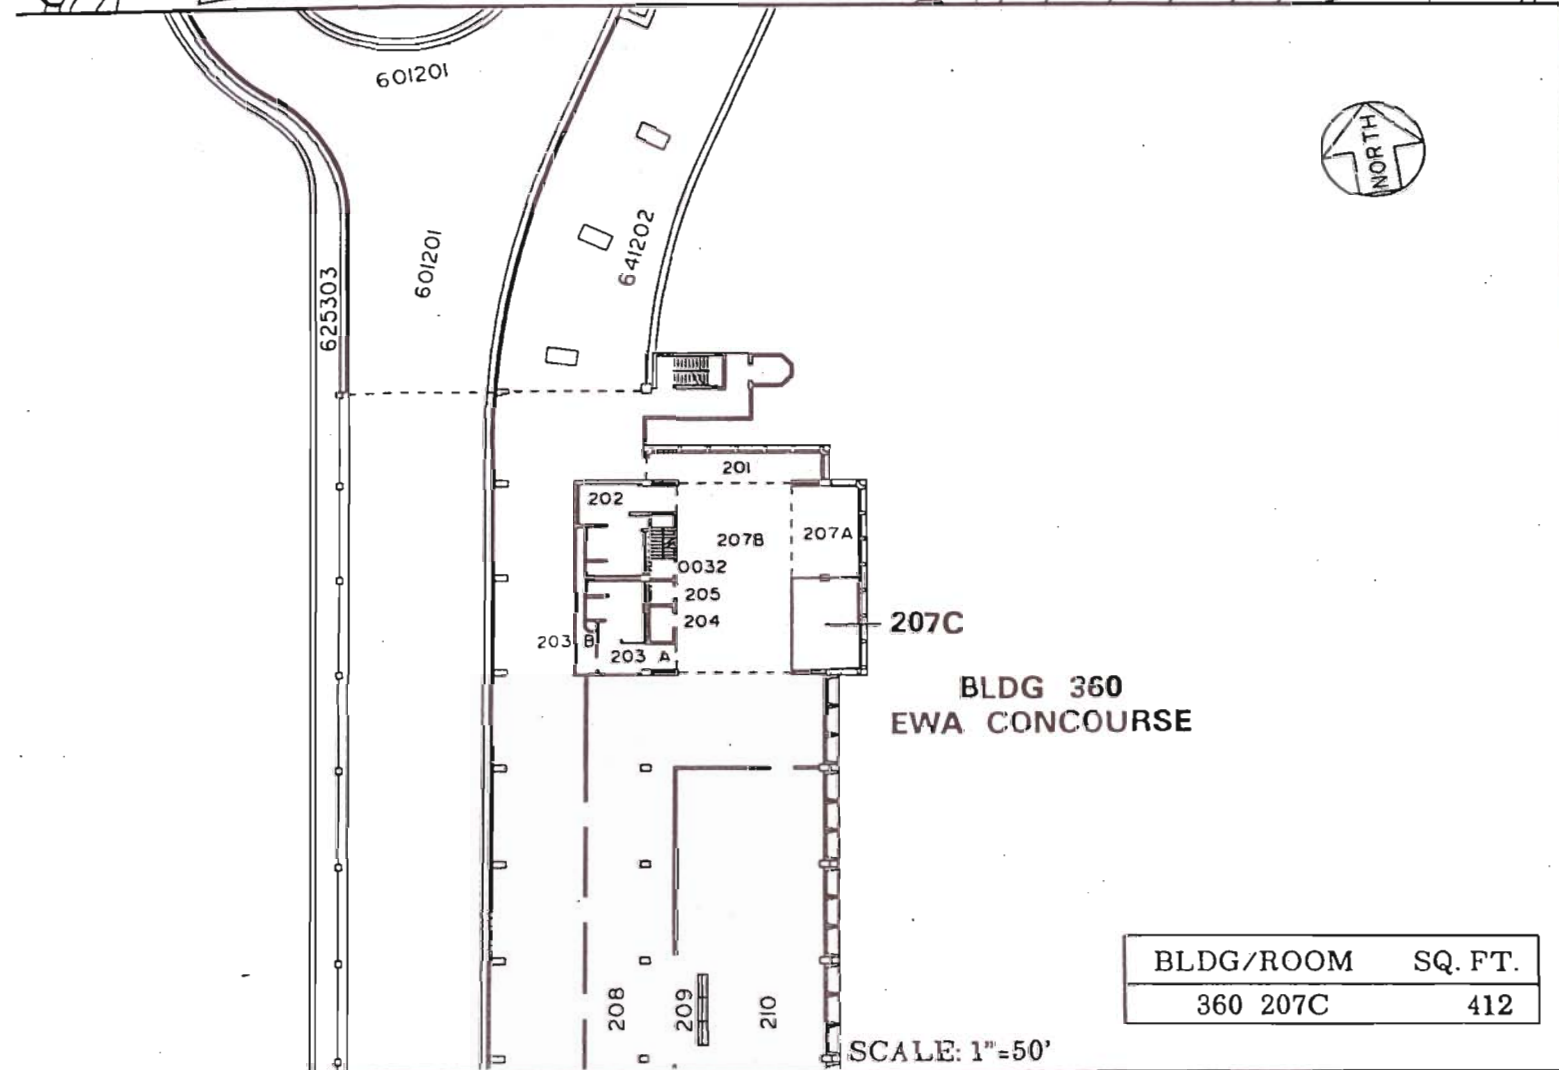 601201
NORTH
601201
641202
625303
201
202
207B
207A
0032
205
204
207C
203 B
203 A
BLDG 360
EWA CONCOURSE
208
209
210
BLDG/ROOM SQ. FT.
360 207C 412
SCALE: 1"=50'